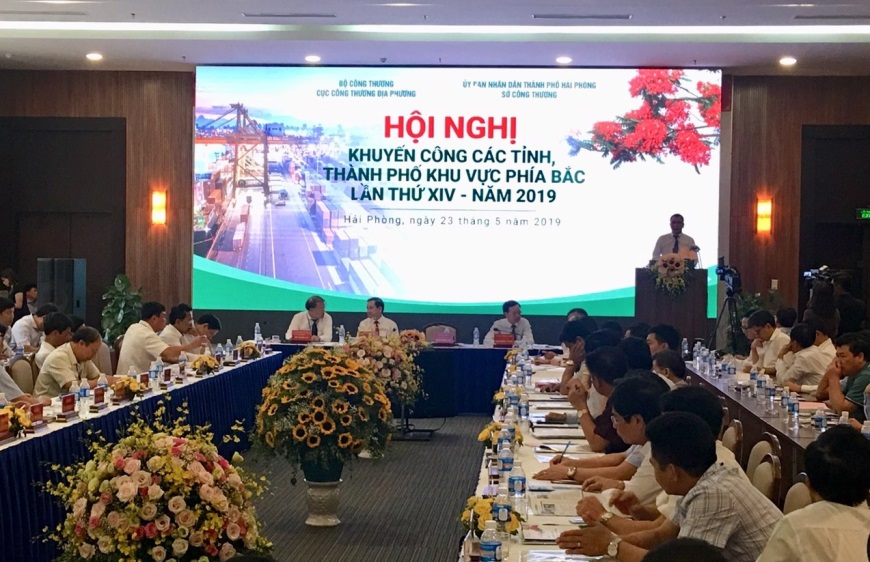 BỘ CÔNG THƯƠNG
CỤC CÔNG THƯƠNG ĐỊA PHƯƠNG
ỦY BAN NHÂN DÂN THÀNH PHỐ HẢI PHÒNG
SỞ CÔNG THƯƠNG
HỘI NGHỊ
KHUYẾN CÔNG CÁC TỈNH,
THÀNH PHỐ KHU VỰC PHÍA BẮC
LẦN THỨ XIV - NĂM 2019
Hải Phòng, ngày 23 tháng 5 năm 2019